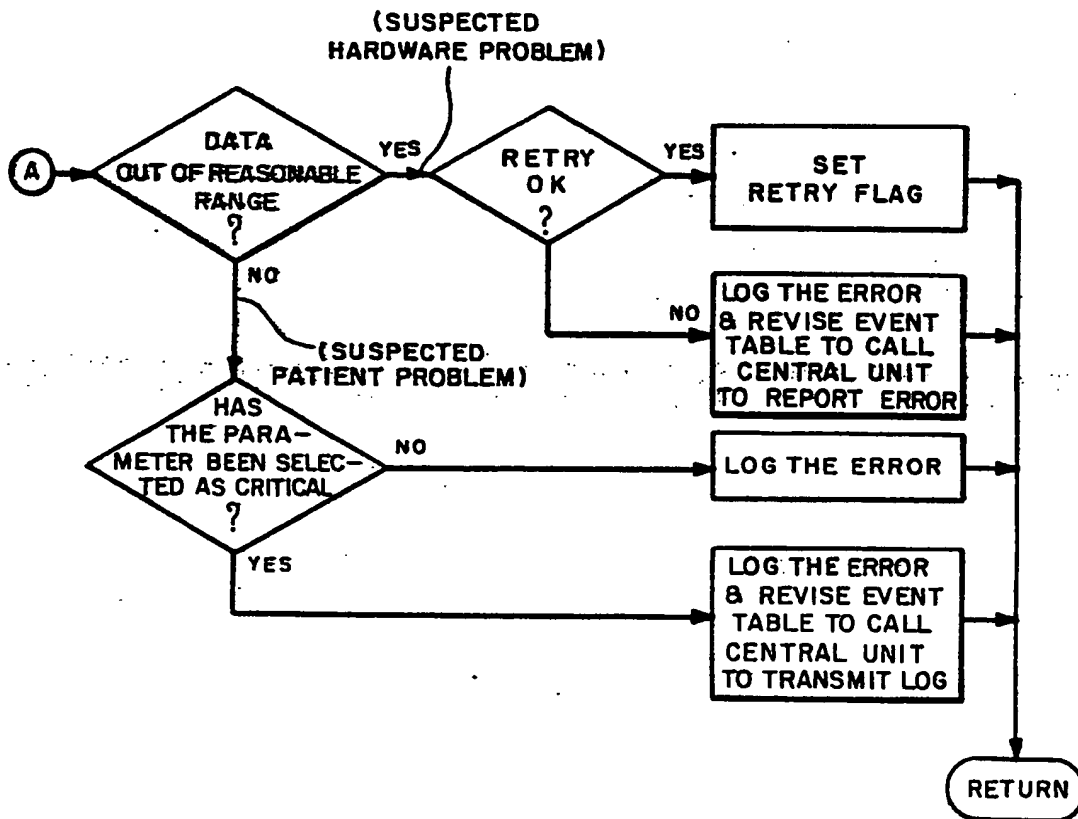 (SUSPECTED
HARDWARE PROBLEM)
A
DATA
OUT OF REASONABLE
RANGE
?
YES
RETRY
OK
?
YES
SET
RETRY FLAG
NO
(SUSPECTED
PATIENT PROBLEM)
NO
LOG THE ERROR
& REVISE EVENT
TABLE TO CALL
CENTRAL UNIT
TO REPORT ERROR
HAS
THE PARA-
METER BEEN SELEC-
TED AS CRITICAL
?
NO
LOG THE ERROR
YES
LOG THE ERROR
& REVISE EVENT
TABLE TO CALL
CENTRAL UNIT
TO TRANSMIT LOG
RETURN